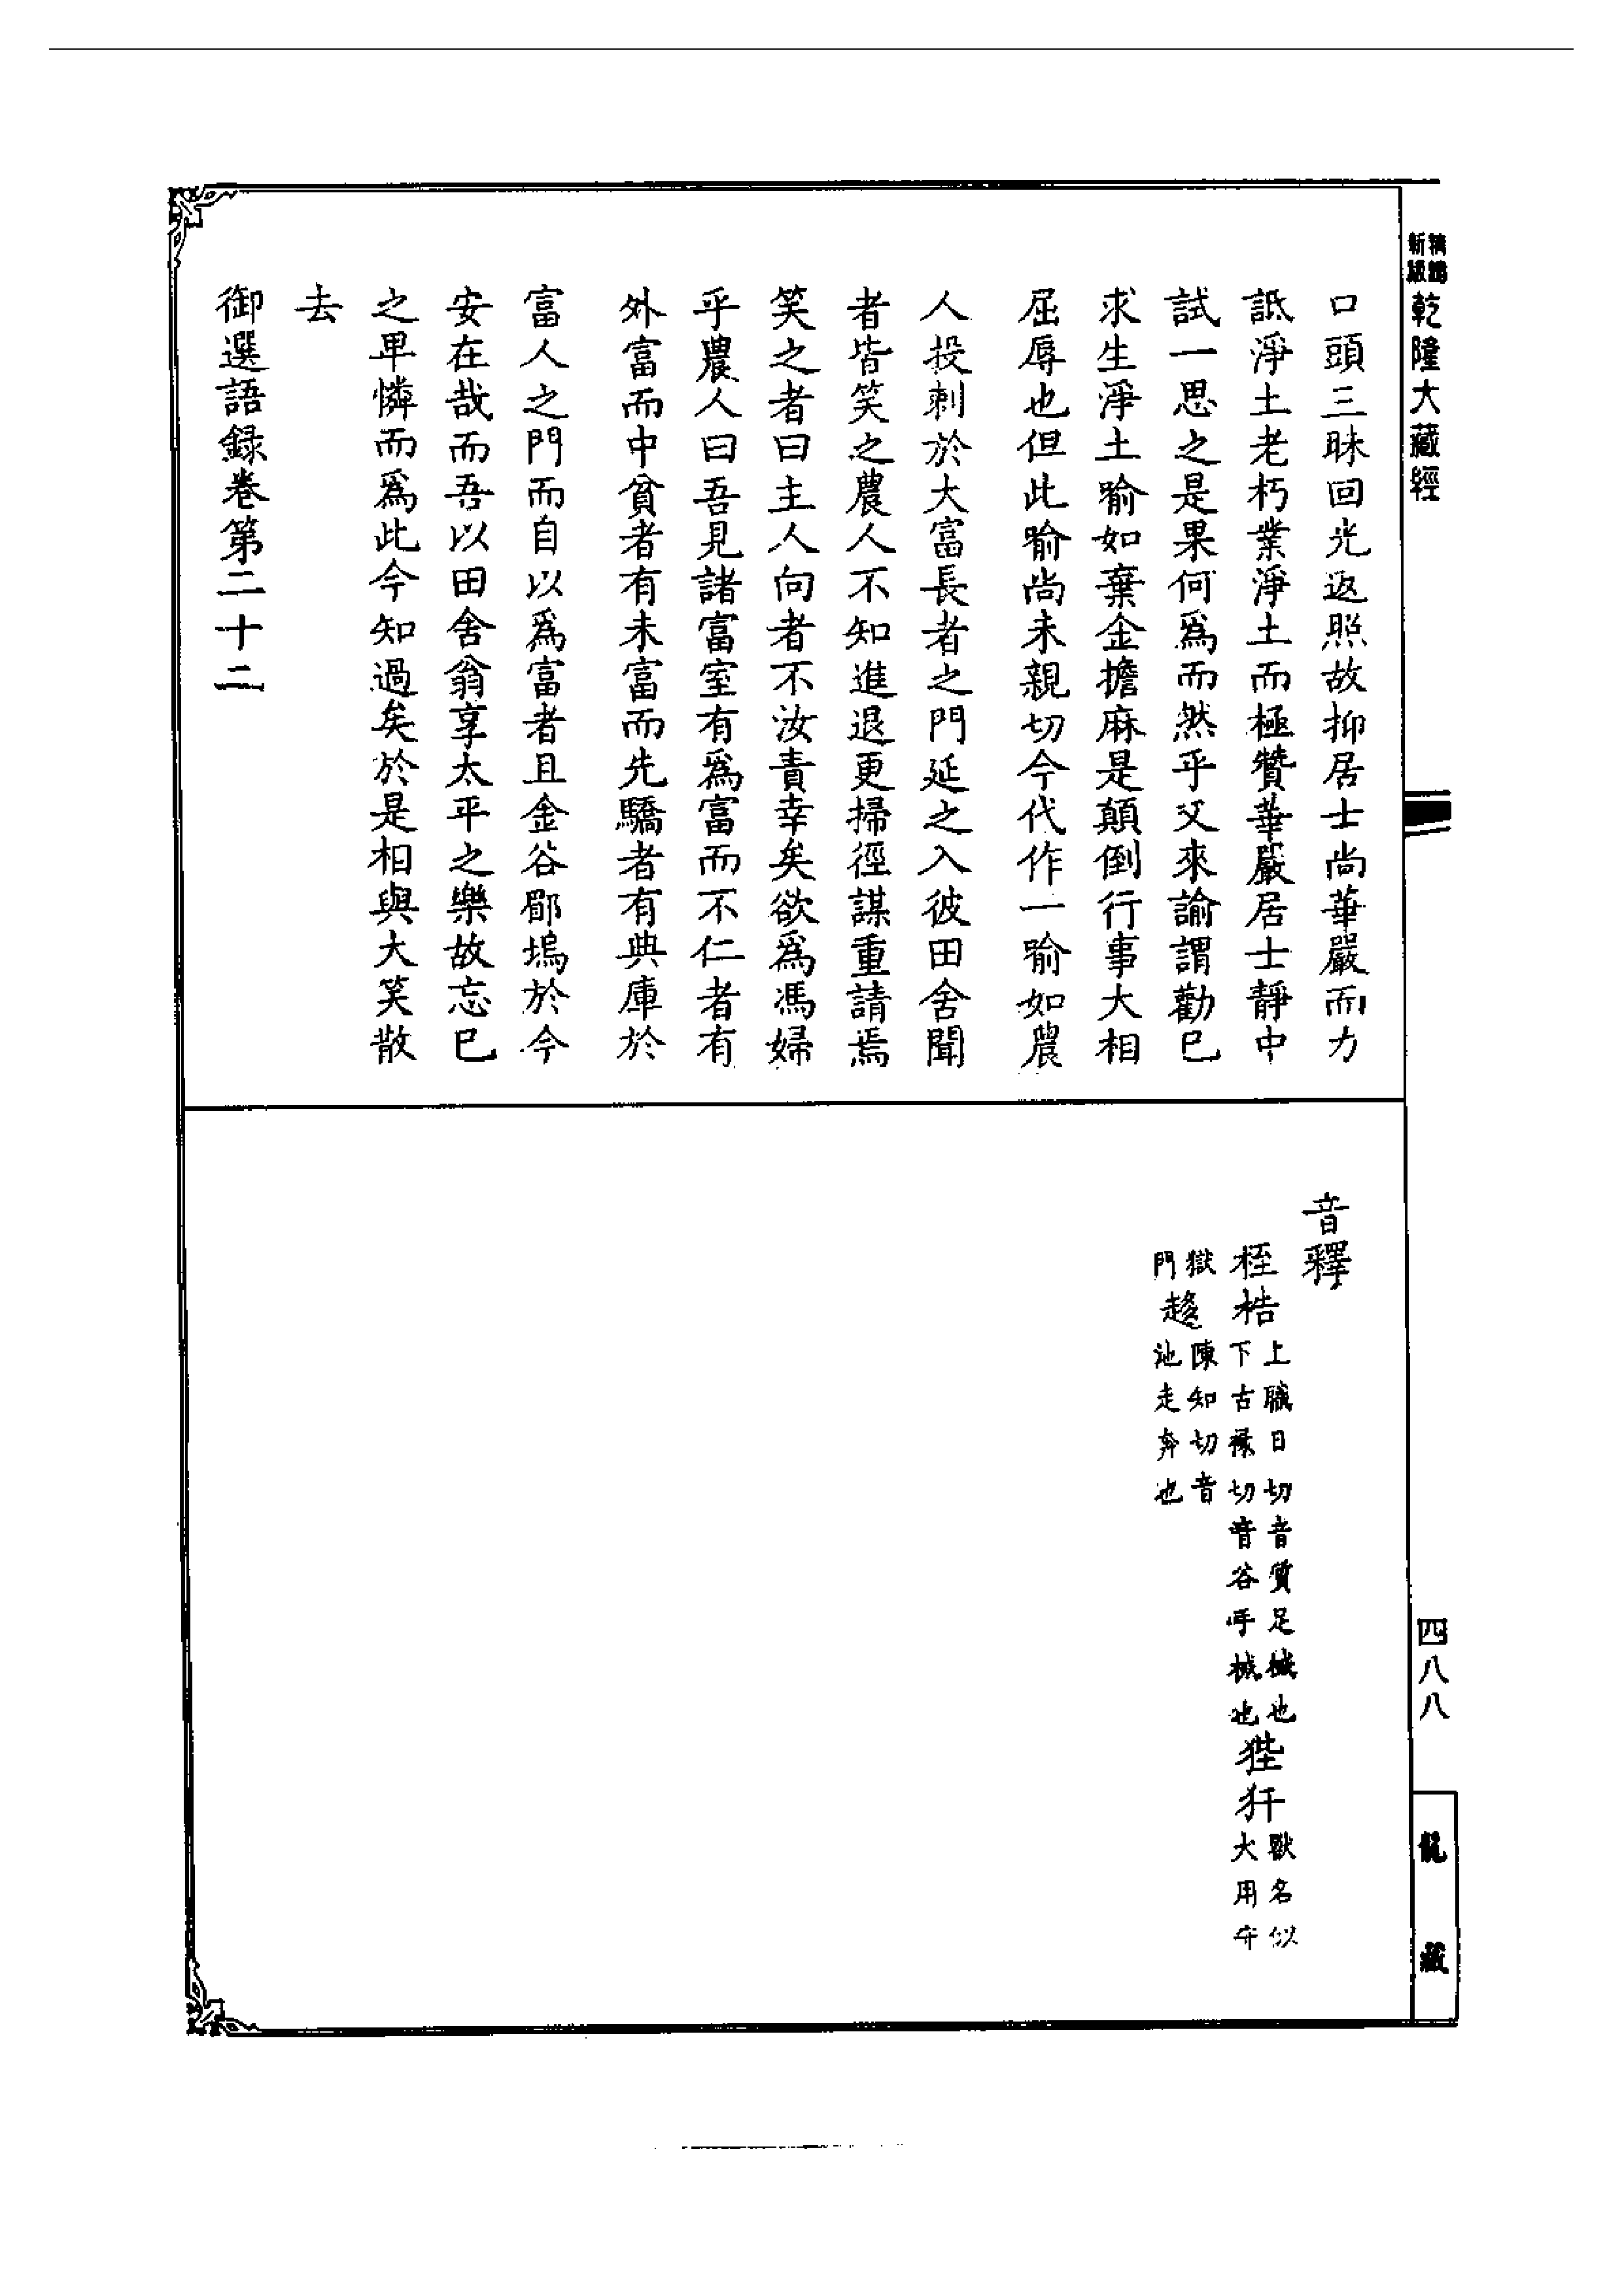 精縮
新版
乾隆大藏經
口頭三昧回光返照故抑居士尚華嚴而力
詆淨土老朽業淨土而極贊華嚴居士靜中
試一思之是果何為而然乎又來諭謂勸已
求生淨土喻如棄金擔麻是顛倒行事大相
屈辱也但此喻尚未親切今代作一喻如農
人投刺於大富長者之門延之入彼田舍聞
者皆笑之農人不知進退更掃徑謀重請焉
笑之者曰主人向者不汝責幸矣欲爲馮婦
乎農人曰吾見諸富室有爲富而不仁者有
外富而中貧者有未富而先驕者有典庫於
富人之門而自以爲富者且金谷郿塢於今
安在哉而吾以田舍翁享太平之樂故忘已
之卑憐而爲此今知過矣於是相與大笑散
去
御選語録卷第二十二
音釋
桎梏
上職日切音質足械也
下古祿切音谷手械也
狴犴
獸名似
犬用守
獄
門
趍
陳知切音
池走奔也
四八八
龍藏